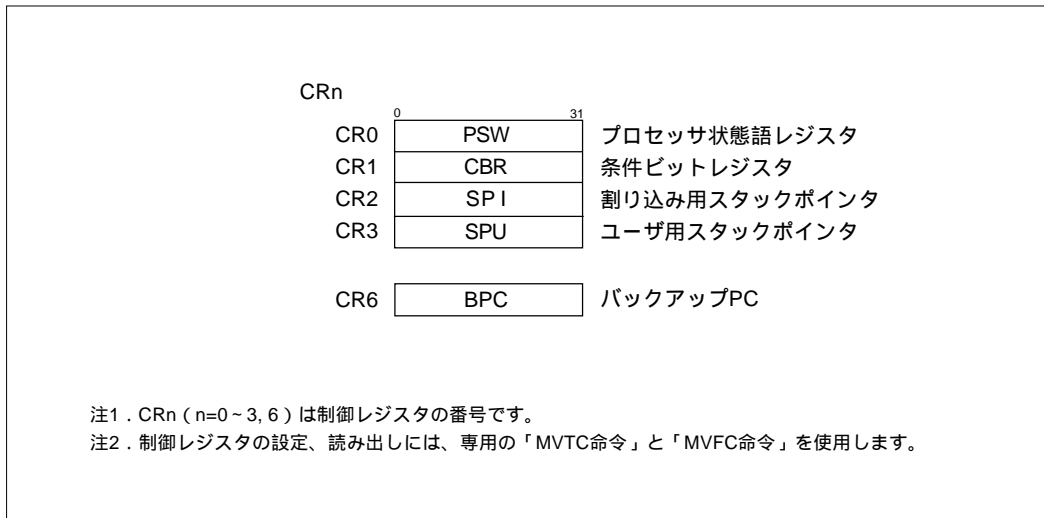 CRn
0 31
CR0 PSW プロセッサ状態語レジスタ
CR1 CBR 条件ビットレジスタ
CR2 SPI 割り込み用スタックポインタ
CR3 SPU ユーザ用スタックポインタ
CR6 BPC バックアップPC
注1．CRn（n=0~3, 6）は制御レジスタの番号です。
注2．制御レジスタの設定、読み出しには、専用の「MVTC命令」と「MVFC命令」を使用します。